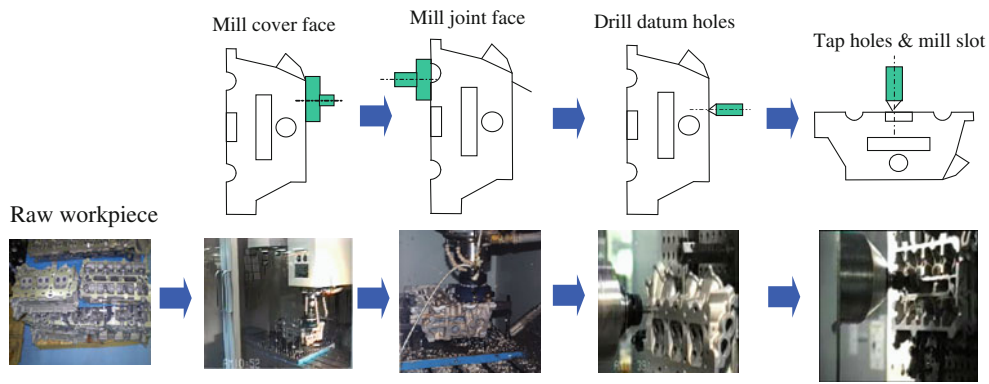 Mill cover face
Mill joint face
Drill datum holes
Tap holes & mill slot
Raw workpiece